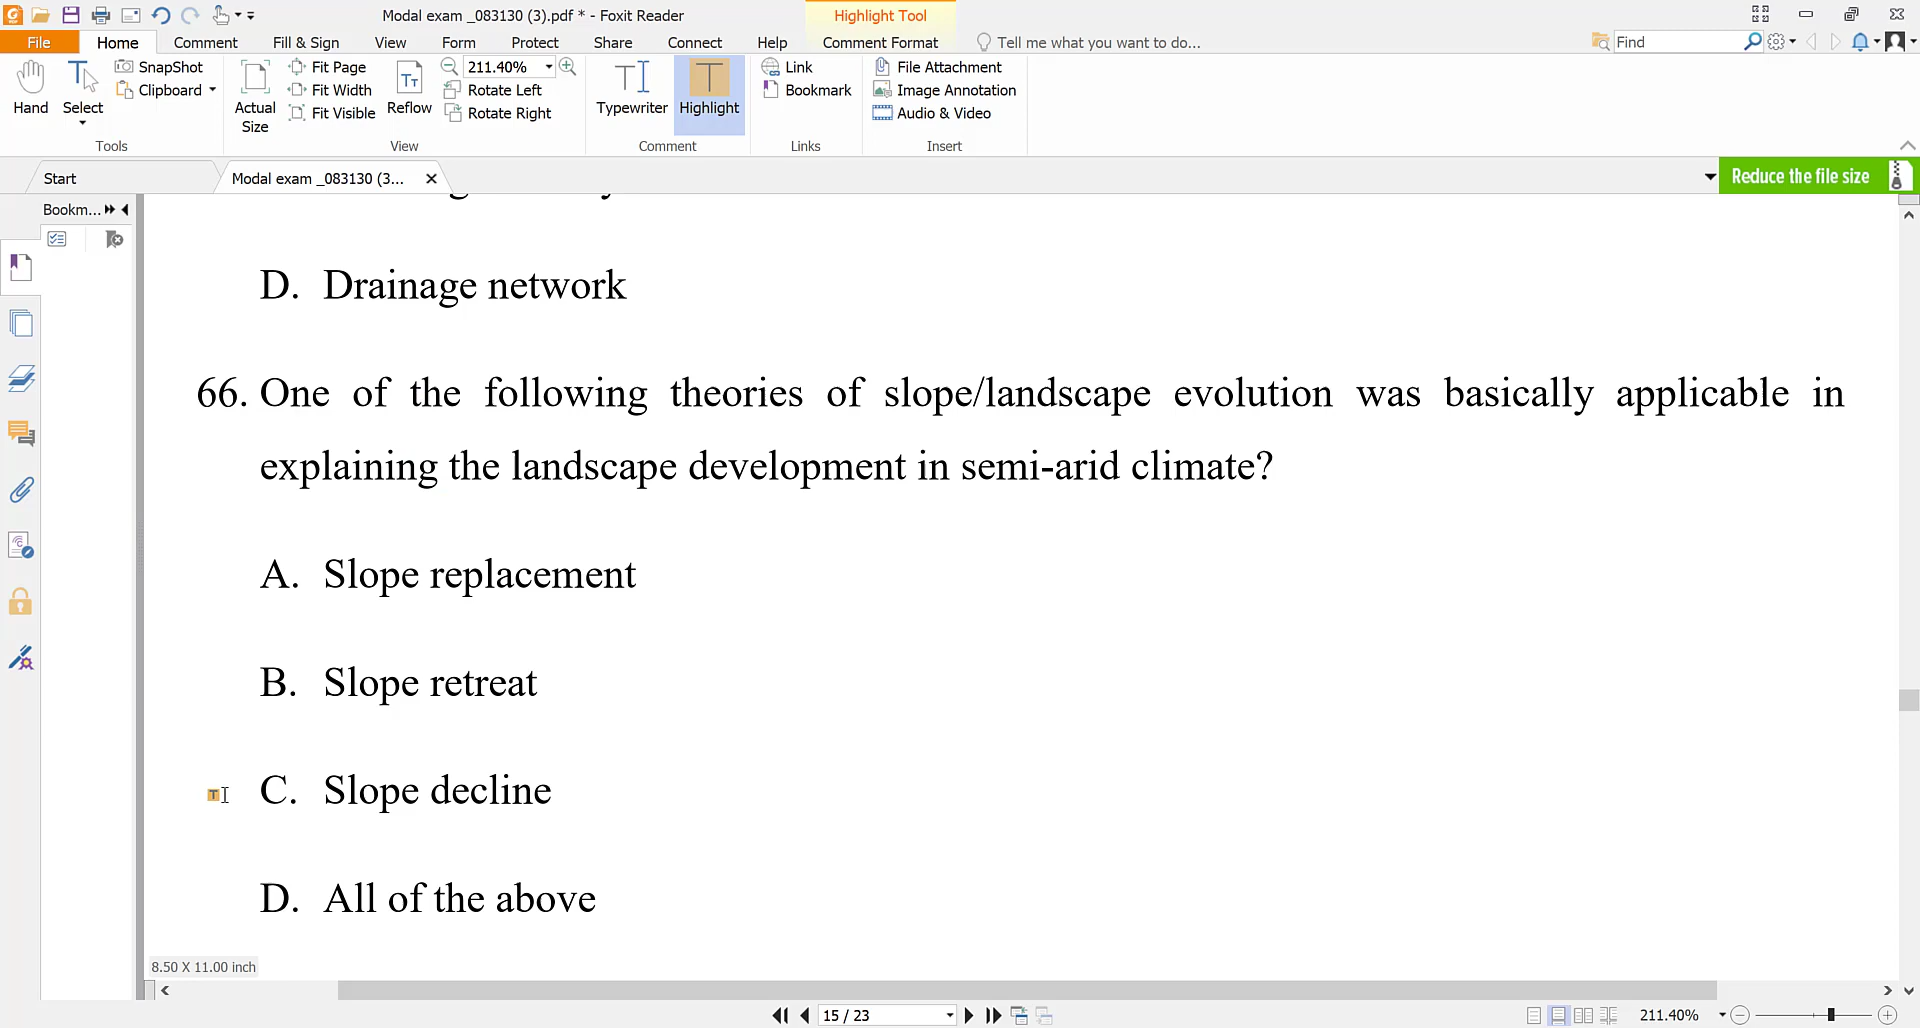 Modal exam _083130 (3).pdf * - Foxit Reader
Highlight Tool
File
Home
Comment
Fill & Sign
View
Form
Protect
Share
Connect
Help
Comment Format
Tell me what you want to do...
Find
Hand
Select
SnapShot
Clipboard
Tools
Actual
Size
Fit Page
Fit Width
Fit Visible
Reflow
211.40%
Rotate Left
Rotate Right
View
Typewriter
Highlight
Comment
Link
Bookmark
Links
File Attachment
Image Annotation
Audio & Video
Insert
Start
Modal exam _083130 (3...
Reduce the file size
Bookm...
D. Drainage network
66. One of the following theories of slope/landscape evolution was basically applicable in
explaining the landscape development in semi-arid climate?
A. Slope replacement
B. Slope retreat
C. Slope decline
D. All of the above
8.50 X 11.00 inch
15 / 23
211.40%